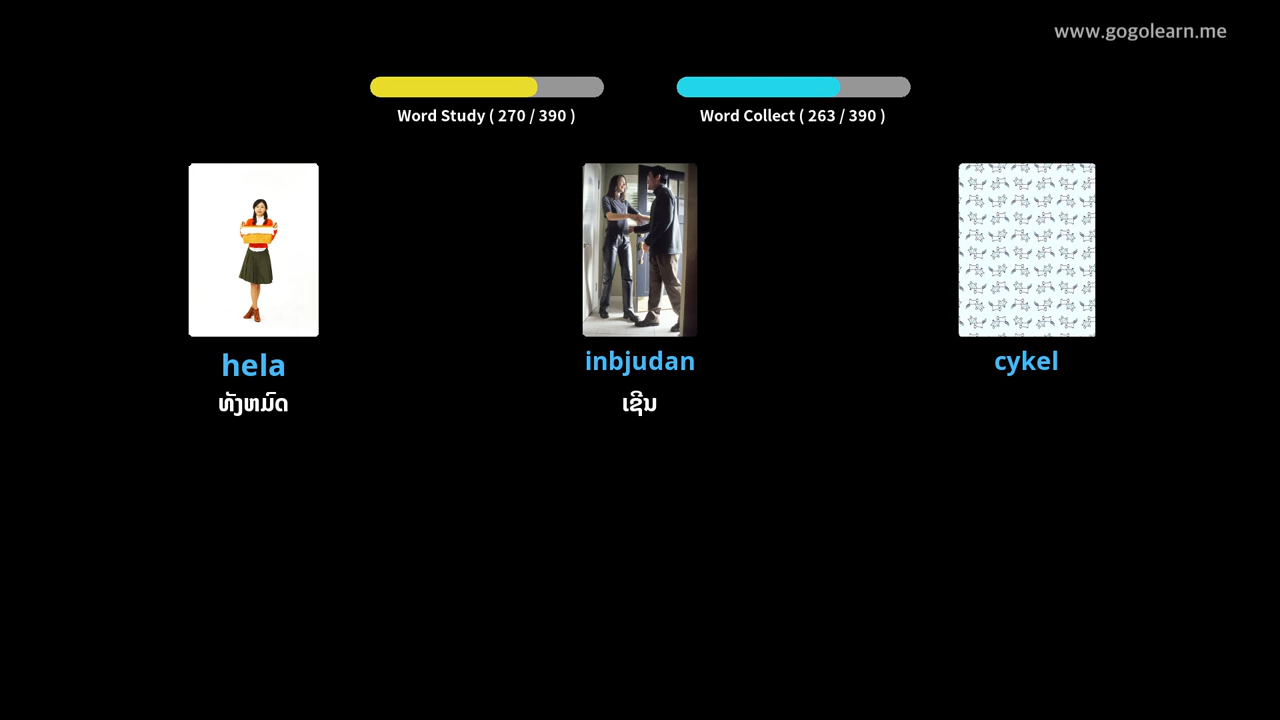 www.gogolearn.me
Word Study ( 270 / 390 )
Word Collect ( 263 / 390 )
hela
inbjudan
cykel
ທັງຫມົດ
ເຊີນ